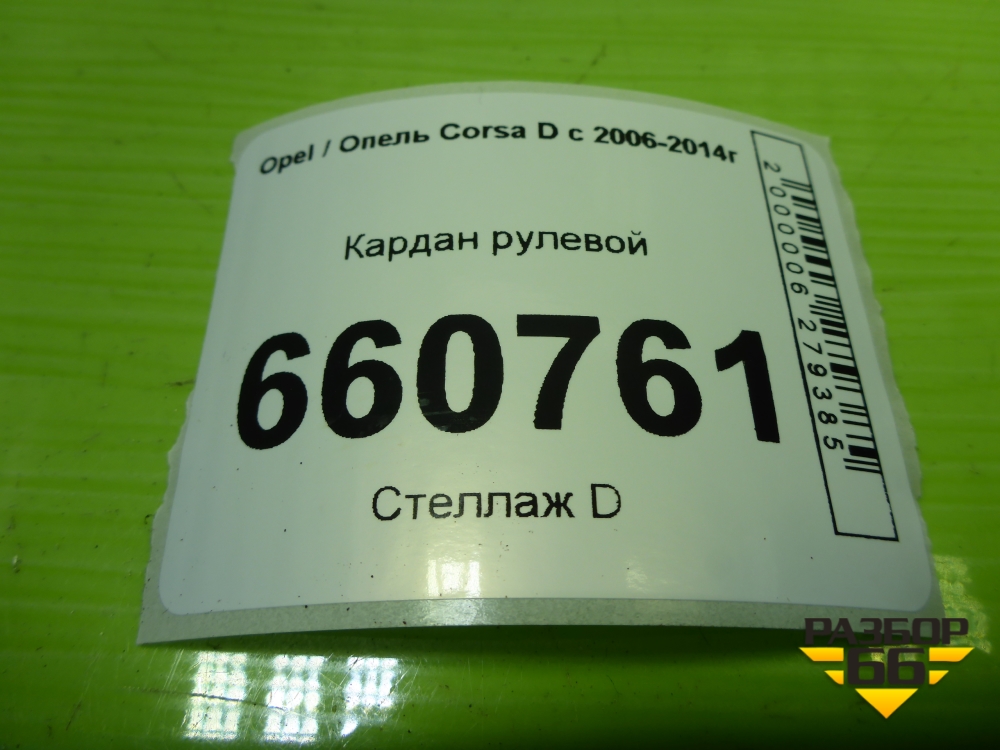 Opel / Опель Corsa D с 2006-2014г
Кардан рулевой
660761
Стеллаж D
2000006279385
РАЗБОР
66